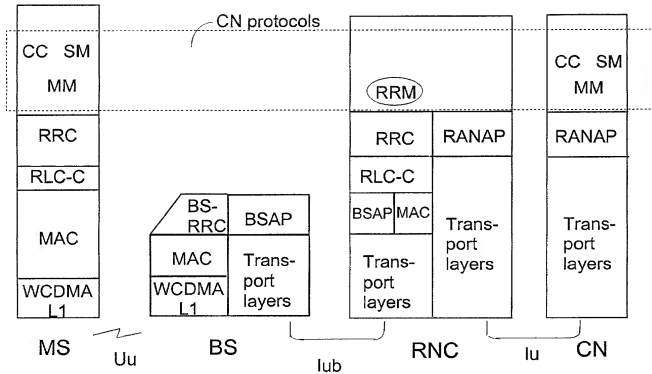 CN protocols
CC SM
MM
RRC
RLC-C
MAC
WCDMA
L1
MS
Uu
BS-
RRC
BSAP
MAC
WCDMA
L1
Trans-
port
layers
BS
Iub
RRM
RRC
RANAP
RLC-C
BSAP
MAC
Trans-
port
layers
Trans-
port
layers
RNC
Iu
CC SM
MM
RANAP
Trans-
port
layers
CN